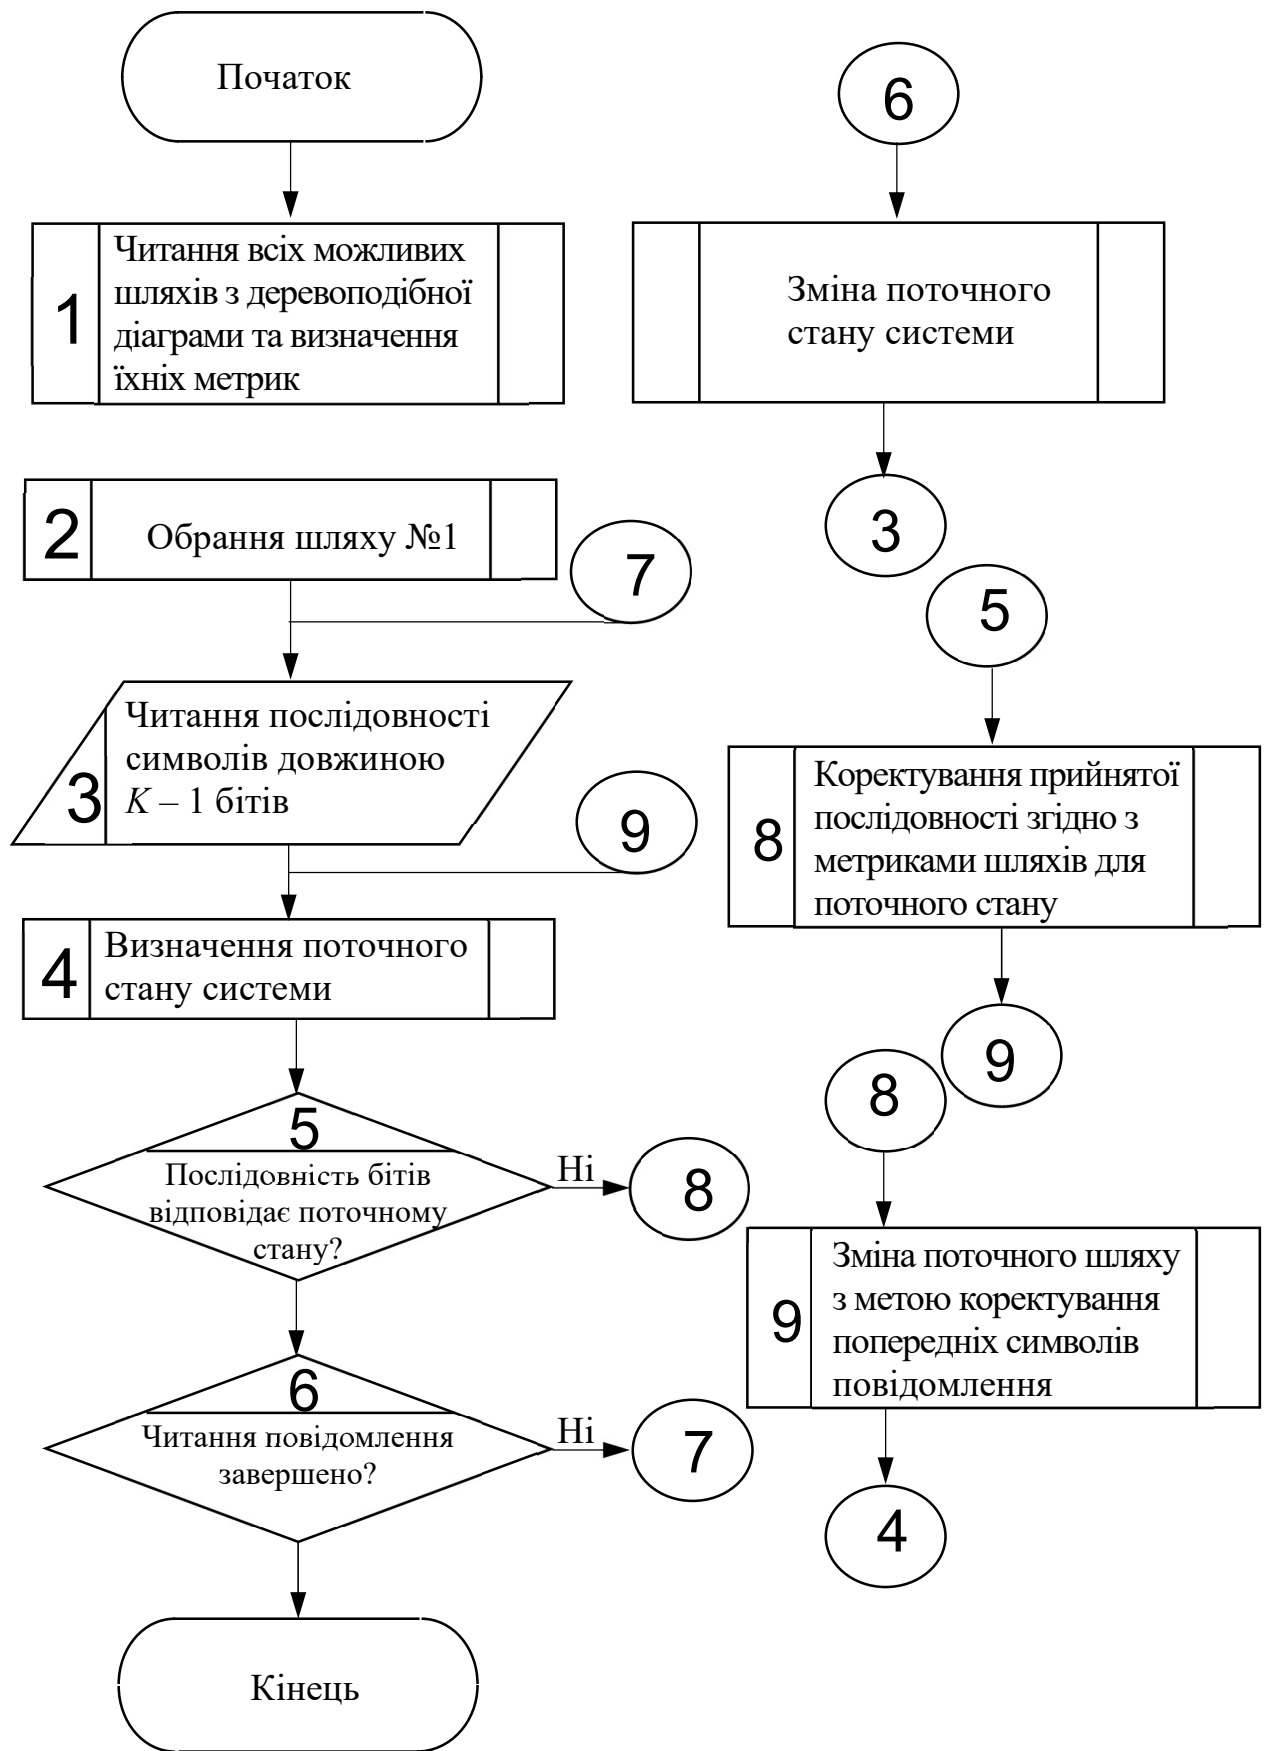 Початок
1
Читання всіх можливих
шляхів з деревоподібної
діаграми та визначення
їхніх метрик
2
Обрання шляху №1
7
3
Читання послідовності
символів довжиною
K – 1 бітів
9
4
Визначення поточного
стану системи
5
Послідовність бітів
відповідає поточному
стану?
Ні
8
6
Читання повідомлення
завершено?
Ні
7
Кінець
6
Зміна поточного
стану системи
3
5
8
Коректування прийнятої
послідовності згідно з
метриками шляхів для
поточного стану
9
8
9
Зміна поточного шляху
з метою коректування
попередніх символів
повідомлення
4